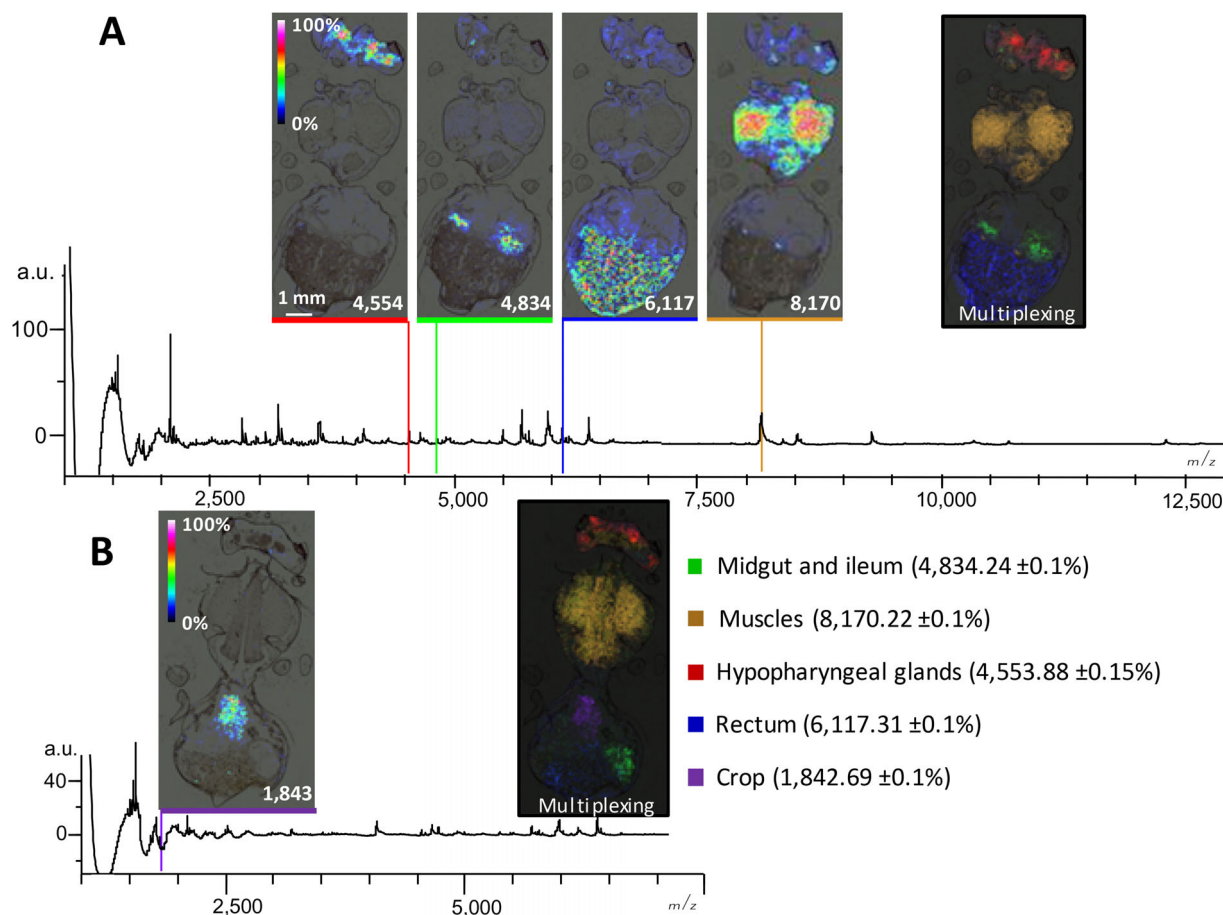 A
100%
0%
1 mm
4,554
4,834
6,117
8,170
Multiplexing
a.u.
100
0
m/z
2,500
5,000
7,500
10,000
12,500
B
100%
0%
1,843
Multiplexing
Midgut and ileum (4,834.24 ±0.1%)
Muscles (8,170.22 ±0.1%)
Hypopharyngeal glands (4,553.88 ±0.15%)
Rectum (6,117.31 ±0.1%)
Crop (1,842.69 ±0.1%)
a.u.
40
0
m/z
2,500
5,000